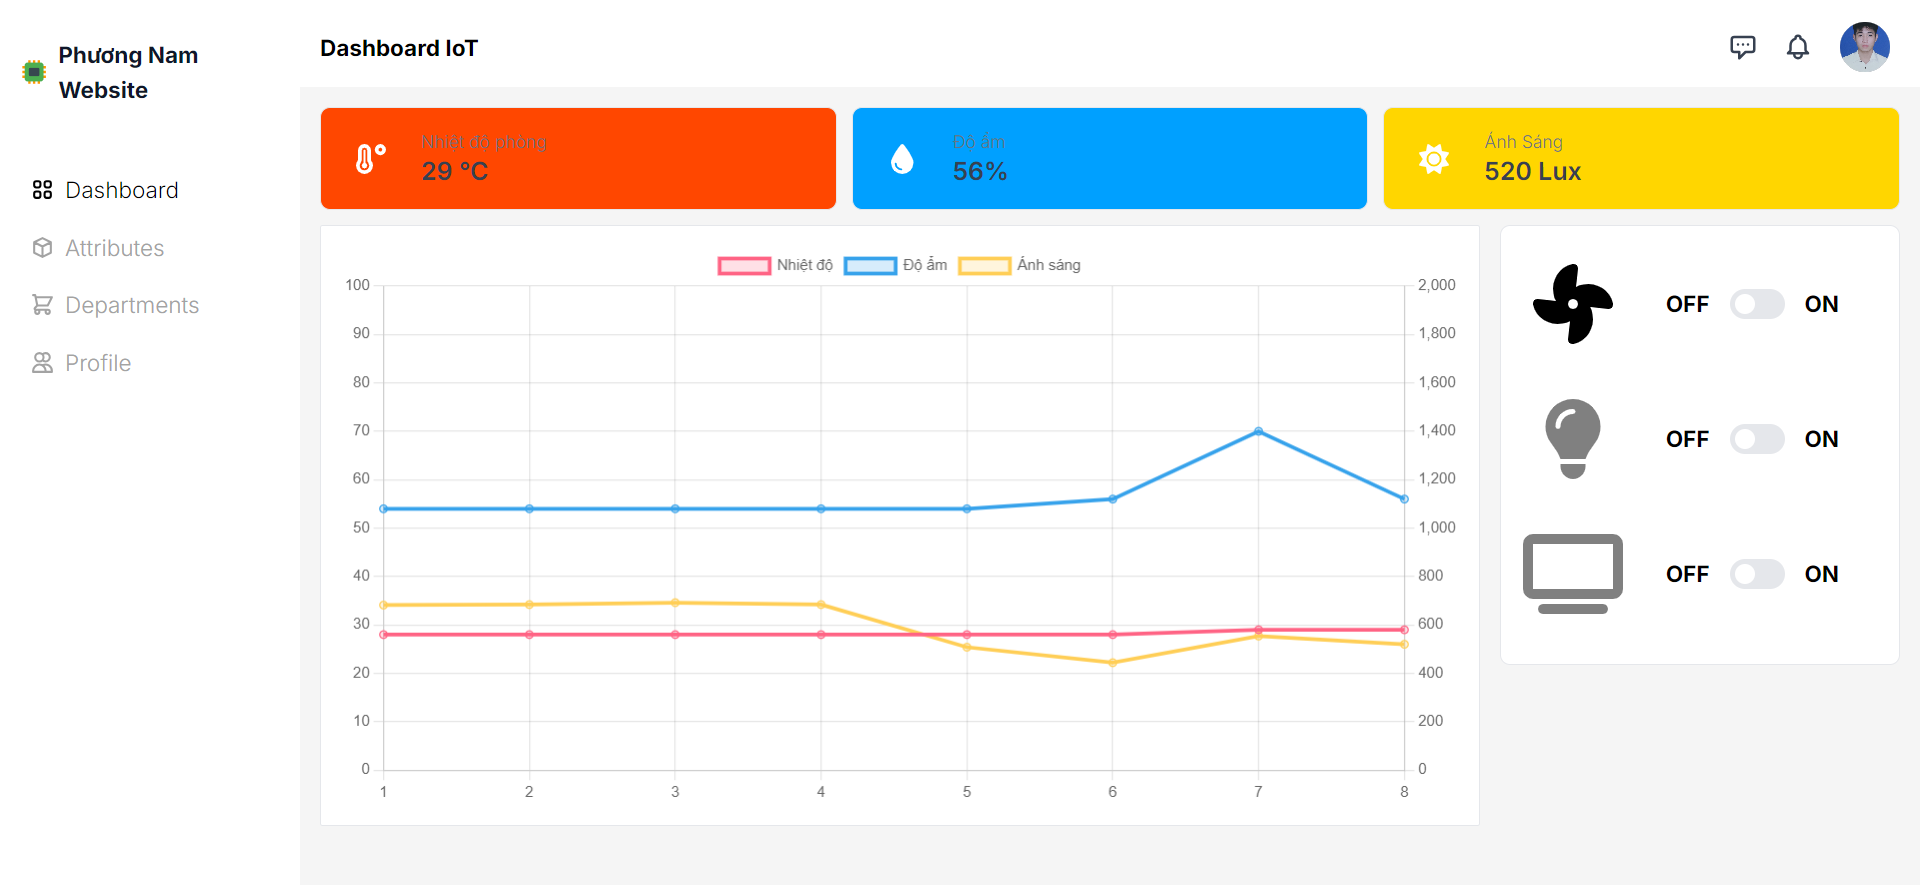 Phương Nam
Website
Dashboard
Attributes
Departments
Profile
Dashboard IoT
Nhiệt độ phòng
29 °C
Độ ẩm
56%
Ánh Sáng
520 Lux
Nhiệt độ Độ ẩm Ánh sáng
100 2,000
90 1,800
80 1,600
70 1,400
60 1,200
50 1,000
40 800
30 600
20 400
10 200
0 0
1 2 3 4 5 6 7 8
OFF ON
OFF ON
OFF ON